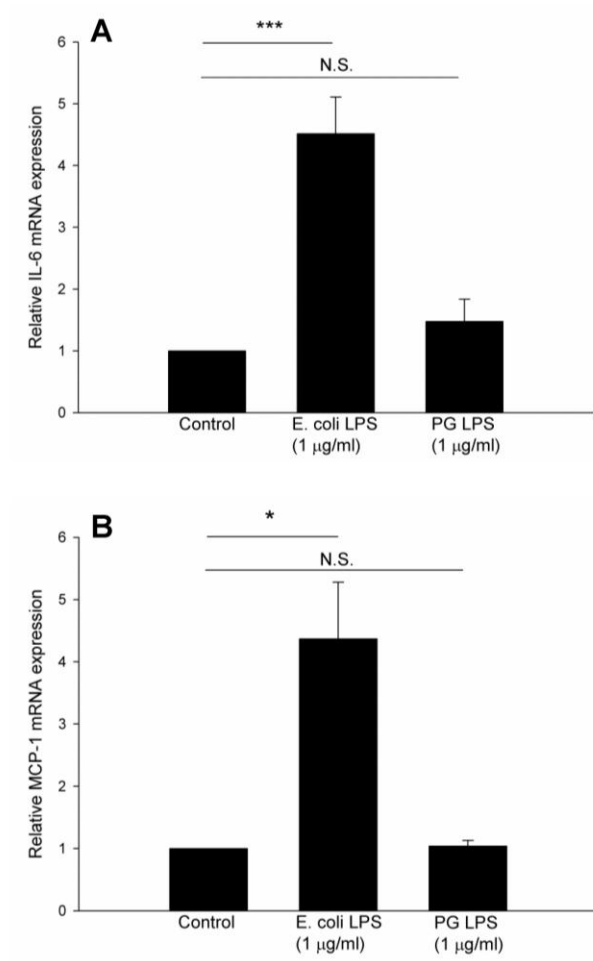 A
***
N.S.
6
5
4
3
2
1
0
Relative IL-6 mRNA expression
Control
E. coli LPS
(1 μg/ml)
PG LPS
(1 μg/ml)
B
*
N.S.
6
5
4
3
2
1
0
Relative MCP-1 mRNA expression
Control
E. coli LPS
(1 μg/ml)
PG LPS
(1 μg/ml)